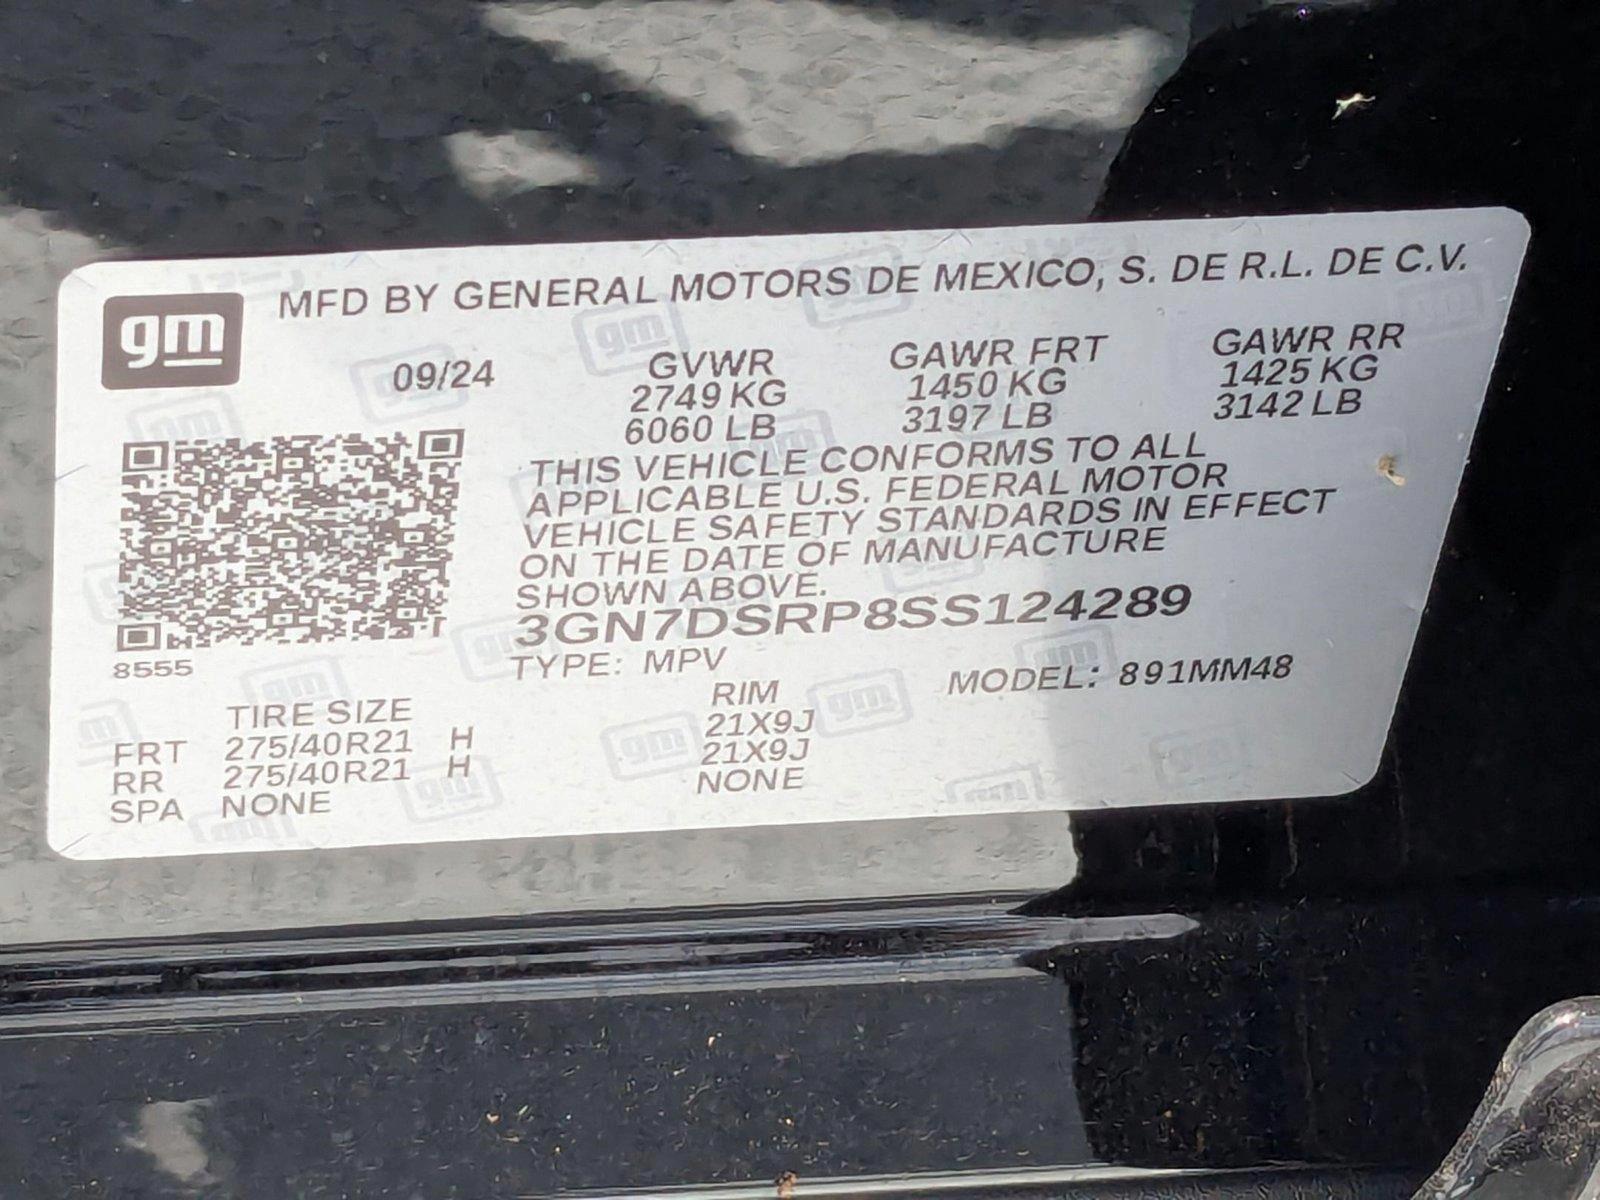 gm
MFD BY GENERAL MOTORS DE MEXICO, S. DE R.L. DE C.V.
09/24 GVWR GAWR FRT GAWR RR
2749 KG 1450 KG 1425 KG
6060 LB 3197 LB 3142 LB
THIS VEHICLE CONFORMS TO ALL
APPLICABLE U.S. FEDERAL MOTOR
VEHICLE SAFETY STANDARDS IN EFFECT
ON THE DATE OF MANUFACTURE
SHOWN ABOVE.
3GN7DSRP8SS124289
8555
TYPE: MPV MODEL: 891MM48
TIRE SIZE RIM
FRT 275/40R21 H 21X9J
RR 275/40R21 H 21X9J
SPA NONE NONE